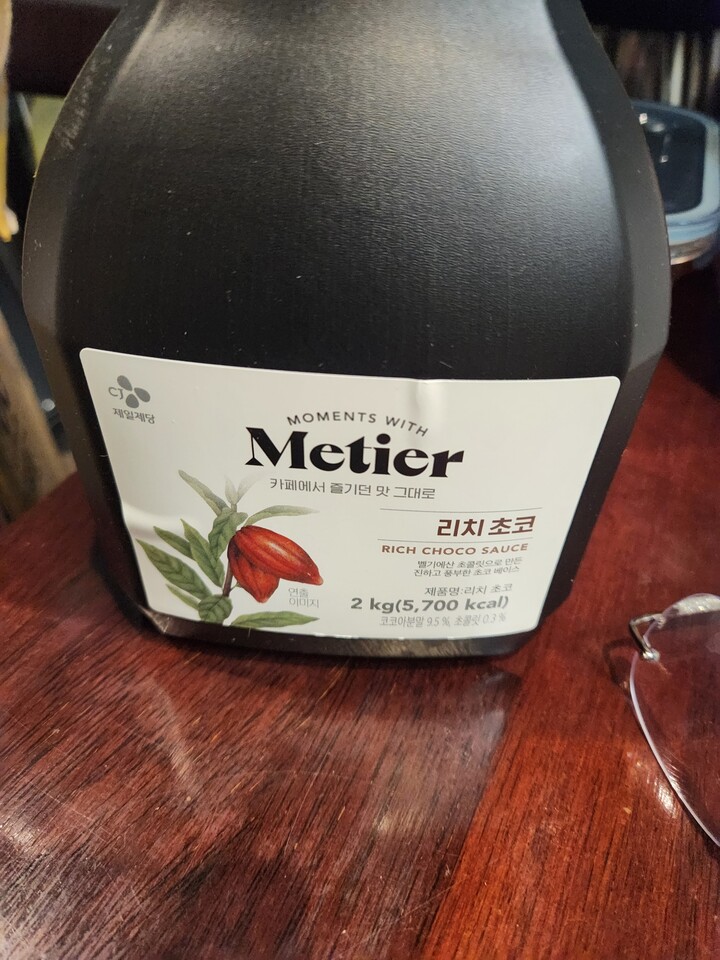 CJ
제일제당
MOMENTS WITH
Metier
카페에서 즐기던 맛 그대로
리치 초코
RICH CHOCO SAUCE
벨기에산 초콜릿으로 만든
진하고 풍부한 초코 베이스
제품명:리치 초코
2 kg(5,700 kcal)
코코아분말 9.5 %, 초콜릿 0.3 %
연출
이미지